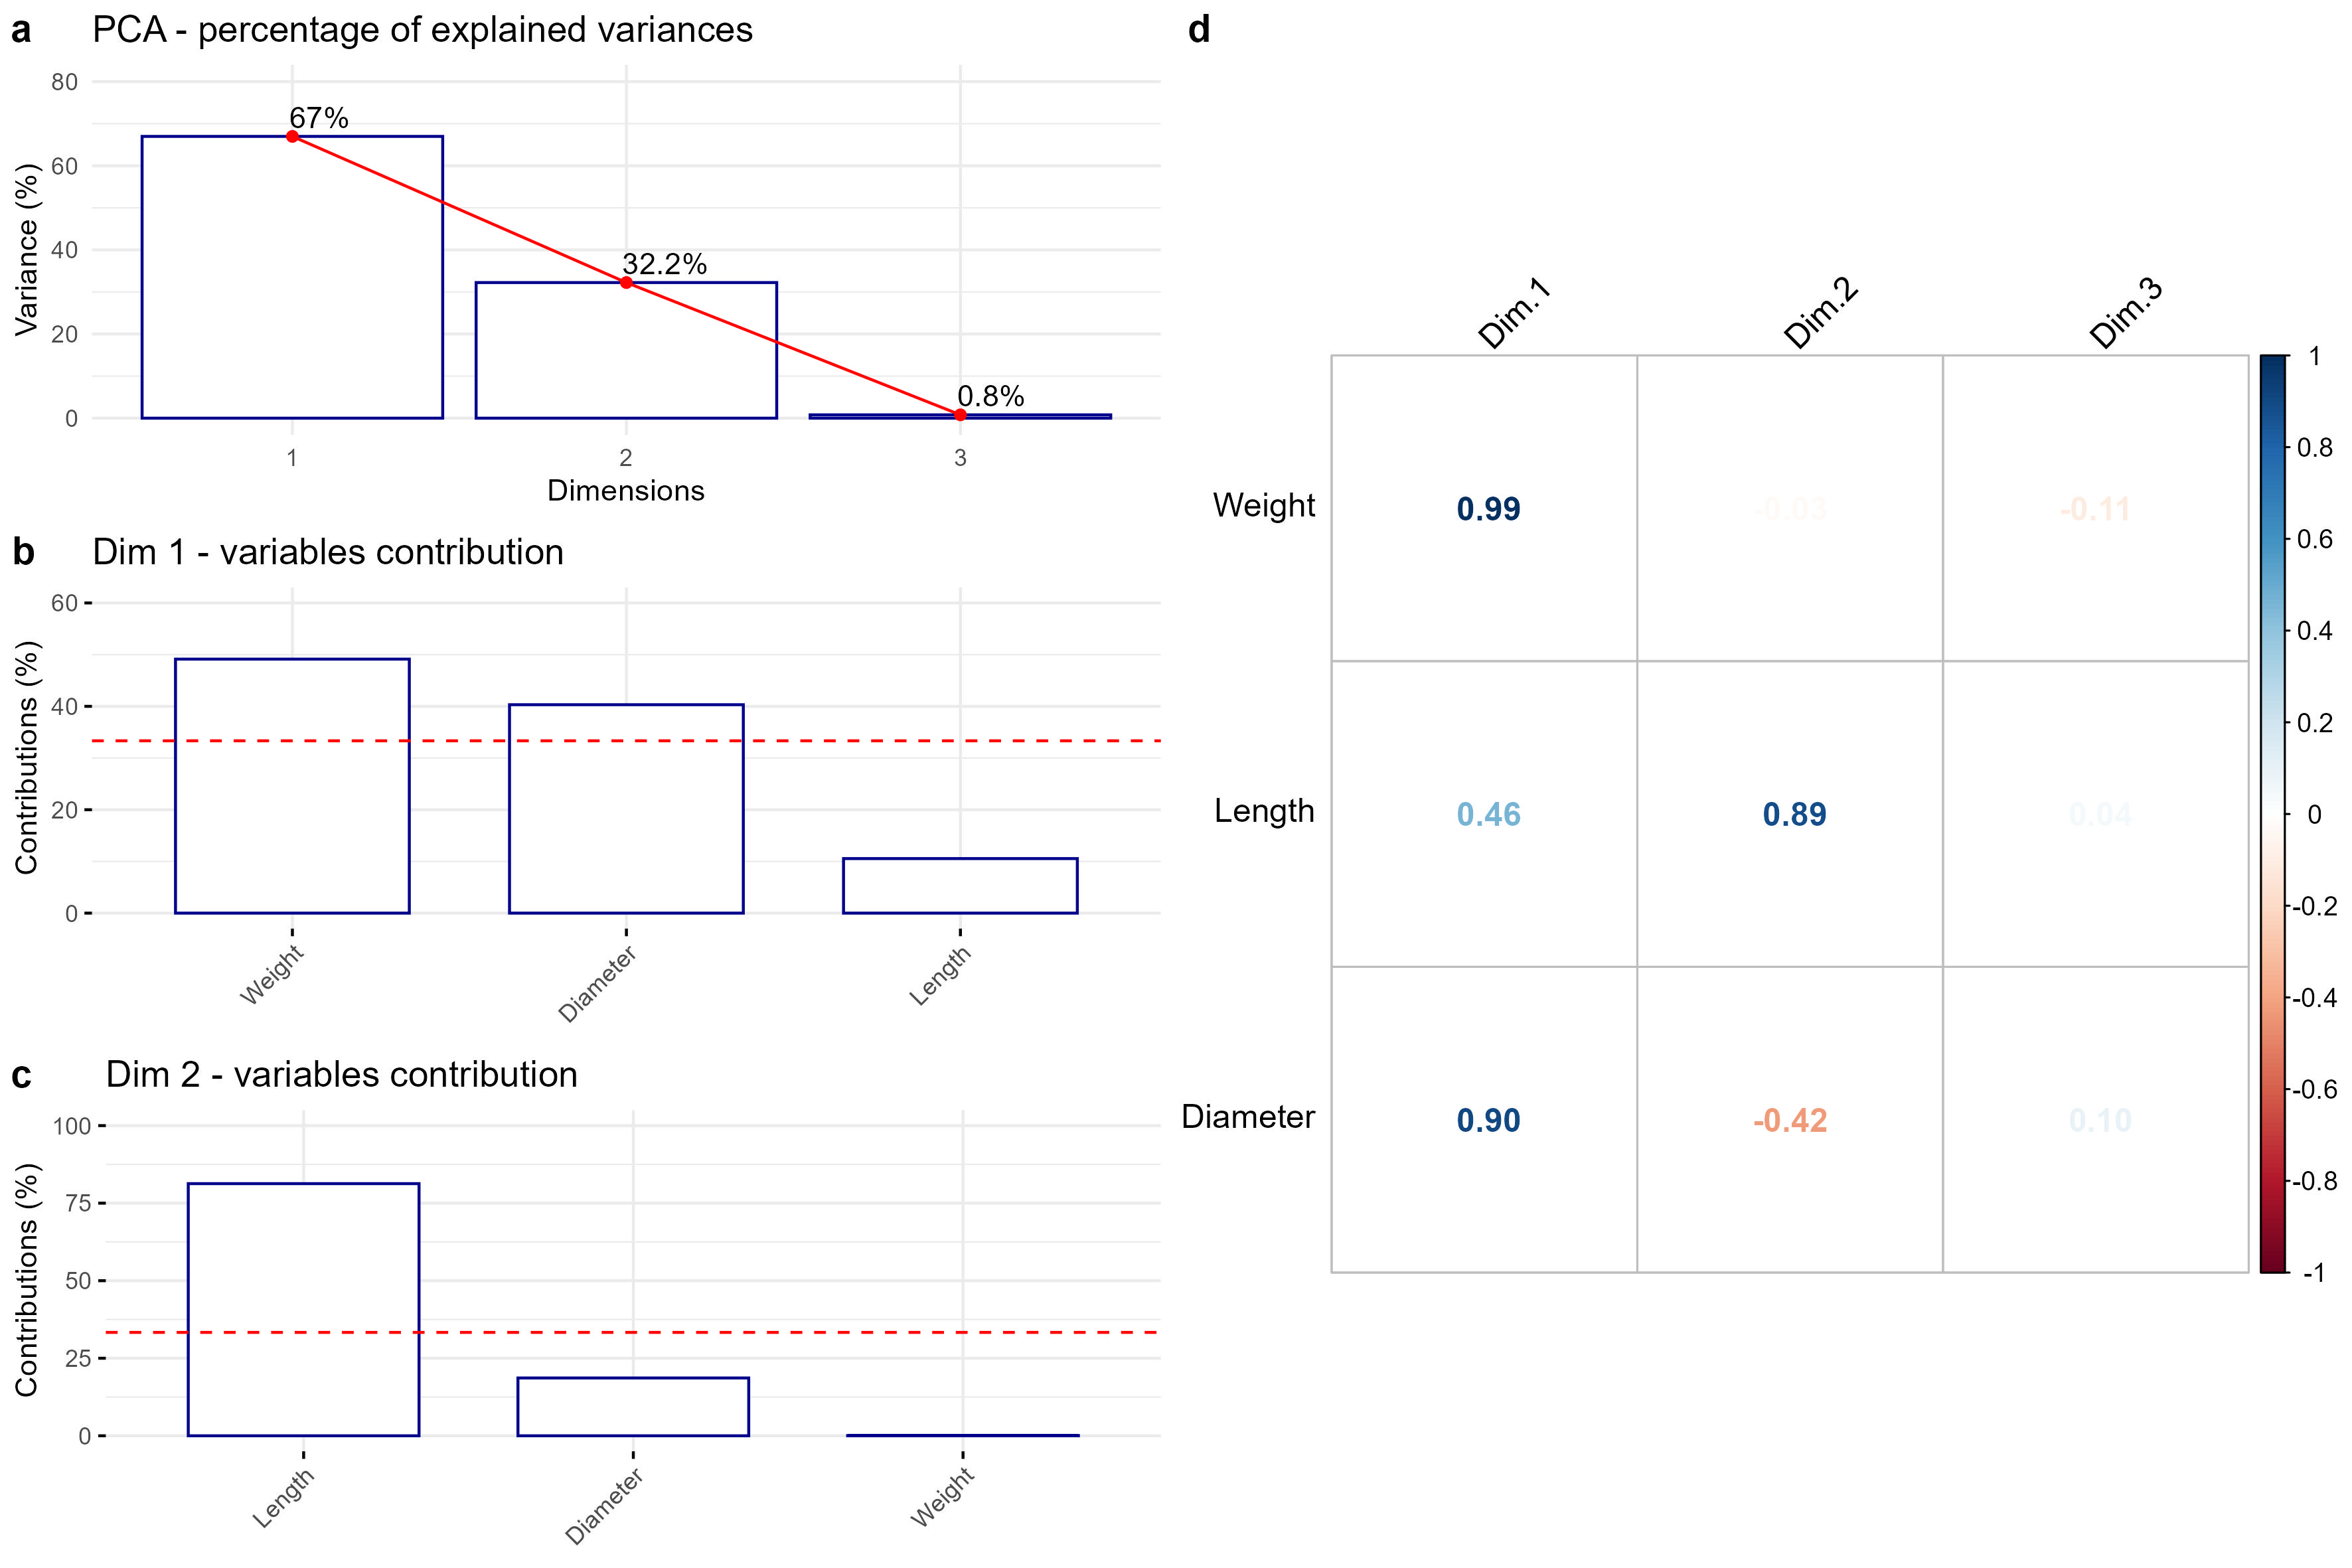 a PCA - percentage of explained variances
80
60
40
20
0
Variance (%)
67%
32.2%
0.8%
1 2 3
Dimensions
b Dim 1 - variables contribution
60
40
20
0
Contributions (%)
Weight Diameter Length
c Dim 2 - variables contribution
100
75
50
25
0
Contributions (%)
Length Diameter Weight
d
Dim.1 Dim.2 Dim.3
Weight 0.99 -0.03 -0.11
Length 0.46 0.89 0.04
Diameter 0.90 -0.42 0.10
1
0.8
0.6
0.4
0.2
0
-0.2
-0.4
-0.6
-0.8
-1